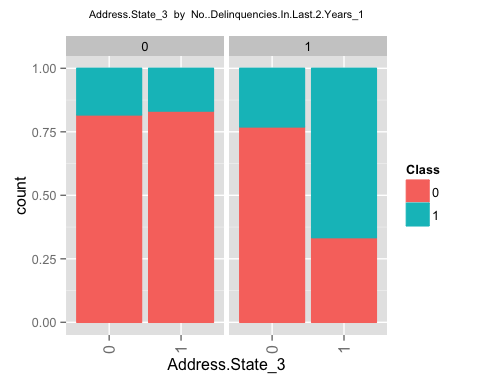 Address.State_3 by No..Delinquencies.In.Last.2.Years_1
0 1
1.00
0.75
0.50
0.25
0.00
count
0 1 0 1
Address.State_3
Class
0
1